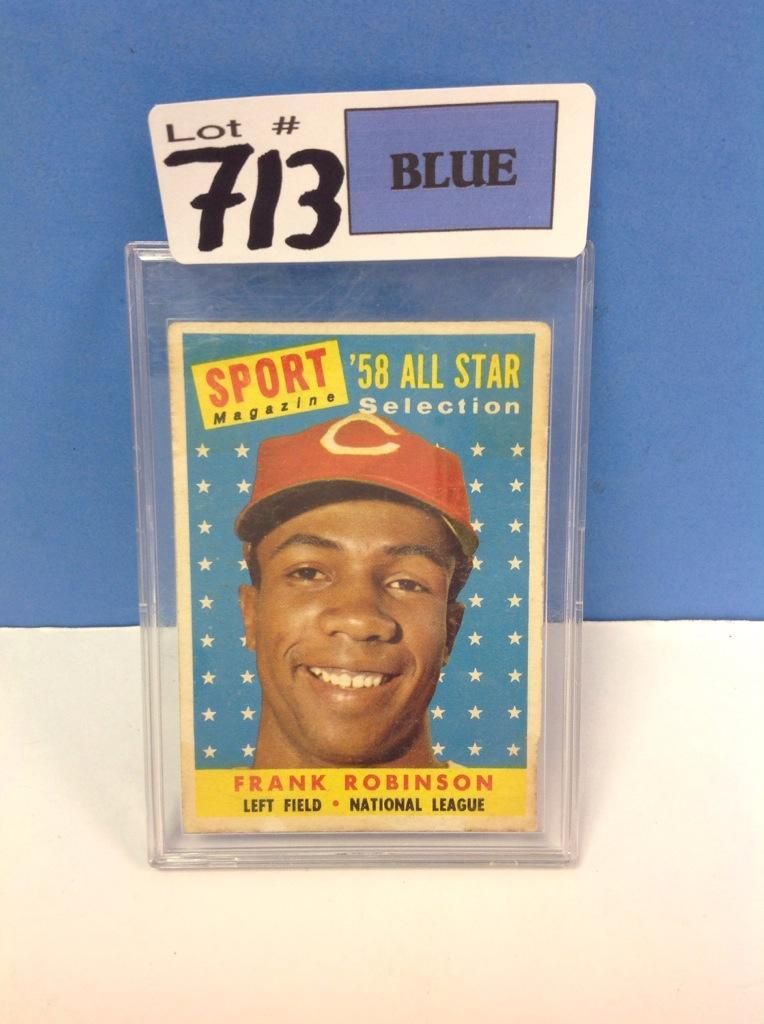 Lot #
713
BLUE
SPORT
Magazine
'58 ALL STAR
Selection
C
FRANK ROBINSON
LEFT FIELD • NATIONAL LEAGUE